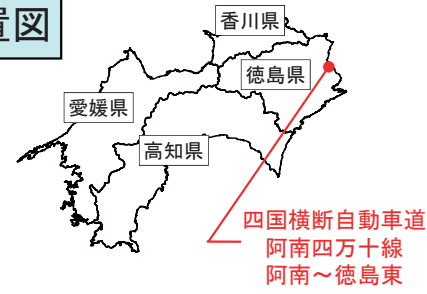 置図
香川県
徳島県
愛媛県
高知県
四国横断自動車道
阿南四万十線
阿南～徳島東